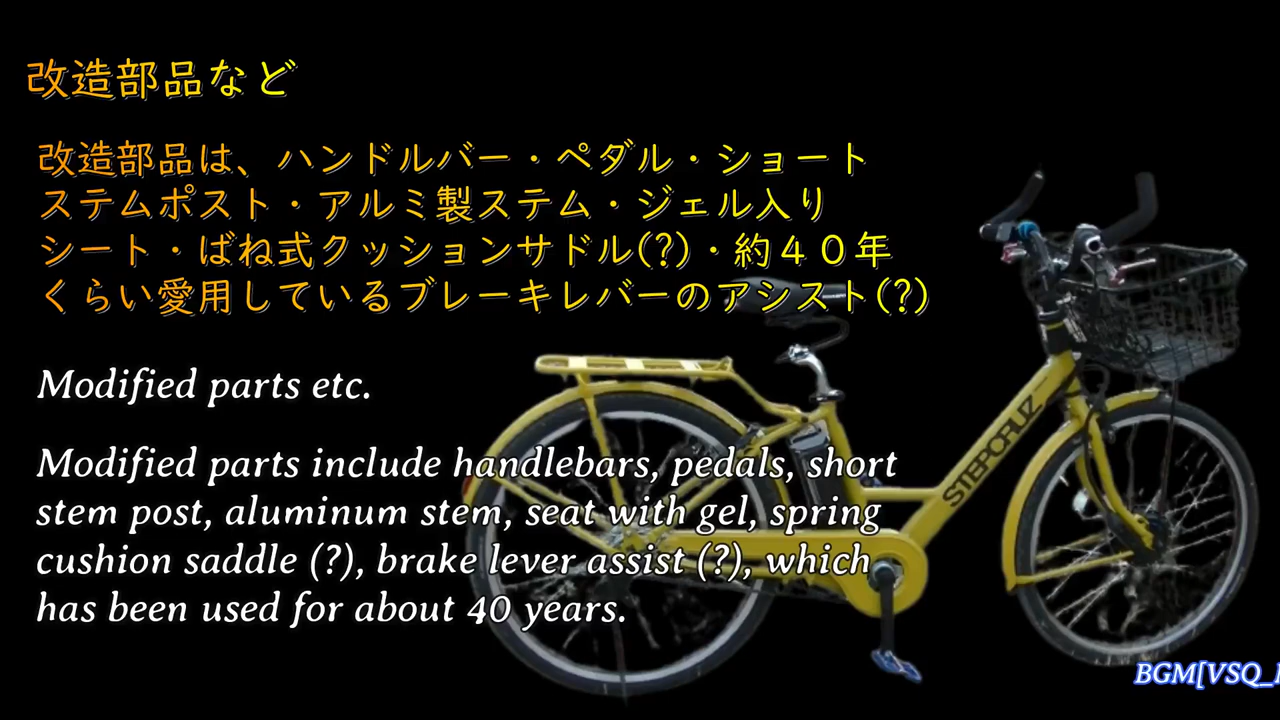 改造部品など
改造部品は、ハンドルバー・ペダル・ショート
ステムポスト・アルミ製ステム・ジェル入り
シート・ばね式クッションサドル(?)・約４０年
くらい愛用しているブレーキレバーのアシスト(?)
Modified parts etc.
Modified parts include handlebars, pedals, short
stem post, aluminum stem, seat with gel, spring
cushion saddle (?), brake lever assist (?), which
has been used for about 40 years.
STEPCRUZ
BGM[VSQ_